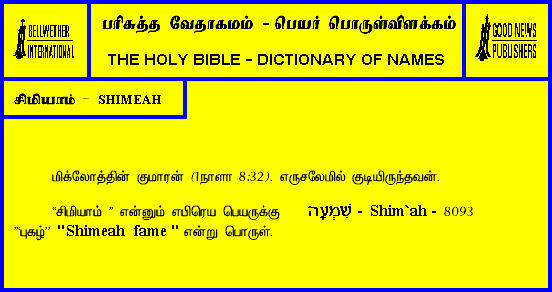 BELLWETHER
INTERNATIONAL
பரிசுத்த வேதாகமம் - பெயர் பொருள்விளக்கம்
THE HOLY BIBLE - DICTIONARY OF NAMES
GOOD NEWS
PUBLISHERS
சிமியாம் - SHIMEAH
மிக்லோத்தின் குமாரன் (1நாளா 8:32). எருசலேமில் குடியிருந்தவன்.
“சிமியாம் ” என்னும் எபிரெய பெயருக்கு שִׁמְעָה - Shim`ah - 8093
”புகழ்” "Shimeah fame " என்று பொருள்.